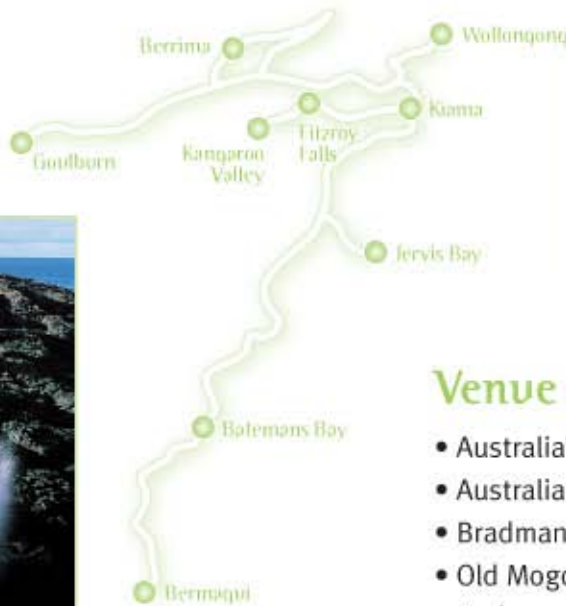 Berrima
Wollongong
Kiama
Fitzroy
Falls
Kangaroo
Valley
Goulburn
Jervis Bay
Batemans Bay
Bermagui
Venue
• Australia
• Australia
• Bradman
• Old Mogo